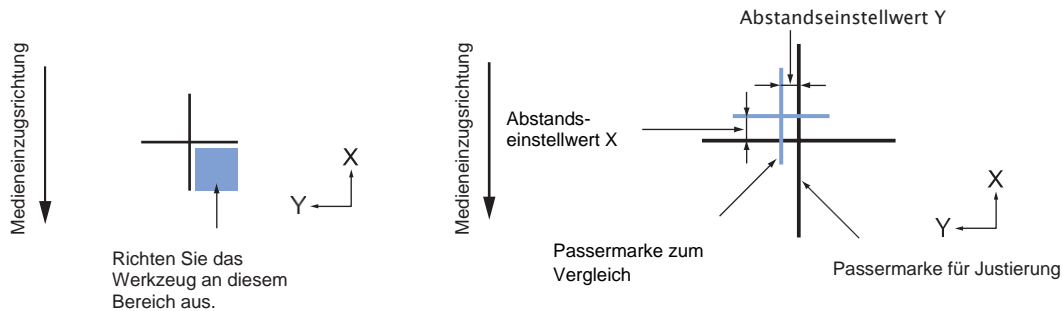 Medieneinzugsrichtung
X
Y
Richten Sie das
Werkzeug an diesem
Bereich aus.
Medieneinzugsrichtung
Abstandseinstellwert Y
Abstands-
einstellwert X
X
Y
Passermarke zum
Vergleich
Passermarke für Justierung